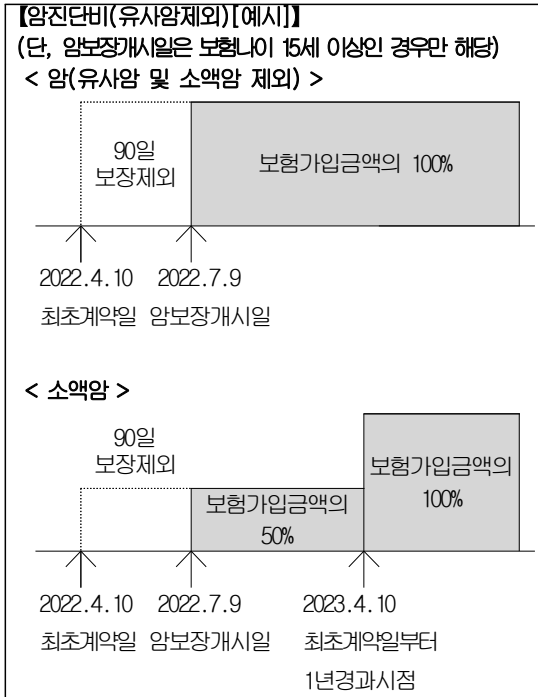 【암진단비(유사암제외)[예시]】
(단, 암보장개시일은 보험나이 15세 이상인 경우만 해당)
< 암(유사암 및 소액암 제외) >
90일
보장제외
보험가입금액의 100%
2022.4.10 2022.7.9
최초계약일 암보장개시일
< 소액암 >
90일
보장제외
보험가입금액의
50%
보험가입금액의
100%
2022.4.10 2022.7.9 2023.4.10
최초계약일 암보장개시일 최초계약일부터
1년경과시점